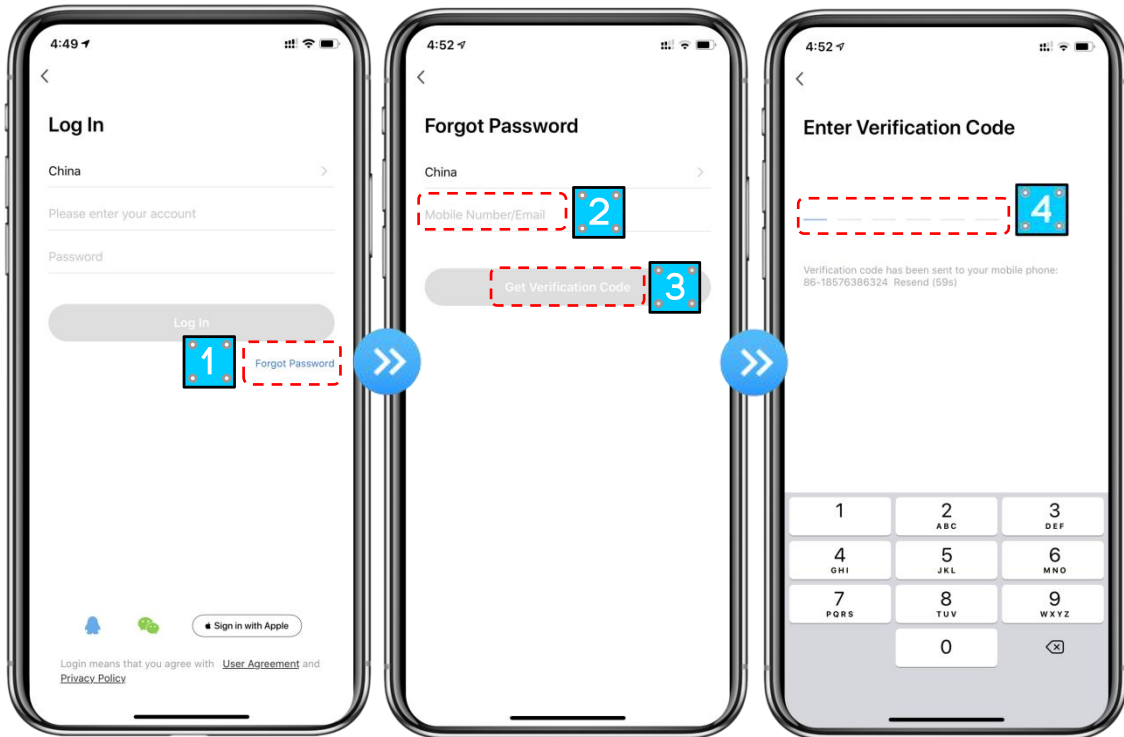 4:49
Log In
China
Please enter your account
Password
Log In
1
Forgot Password
Sign in with Apple
Login means that you agree with User Agreement and
Privacy Policy
4:52
Forgot Password
China
Mobile Number/Email
2
Get Verification Code
3
4:52
Enter Verification Code
4
Verification code has been sent to your mobile phone:
86-18576386324 Resend (59s)
1 2 3
ABC DEF
4 5 6
GHI JKL MNO
7 8 9
PQRS TUV WXYZ
0